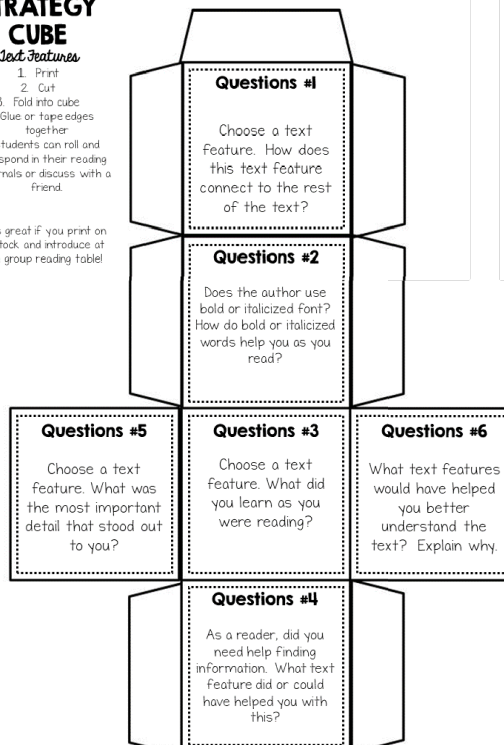 CUBE
Text Features
1. Print
2. Cut
Fold into cube
Glue or tape edges
together
roll and
in their reading
or discuss with a
friend.
great if you print on
and introduce at
group reading table!
Questions #1
Choose a text
feature. How does
this text feature
connect to the rest
of the text?
Questions #2
Does the author use
bold or italicized font?
How do bold or italicized
words help you as you
read?
Questions #5
Choose a text
feature. What was
the most important
detail that stood out
to you?
Questions #3
Choose a text
feature. What did
you learn as you
were reading?
Questions #6
What text features
would have helped
you better
understand the
text? Explain why.
Questions #4
As a reader, did you
need help finding
information. What text
feature did or could
have helped you with
this?